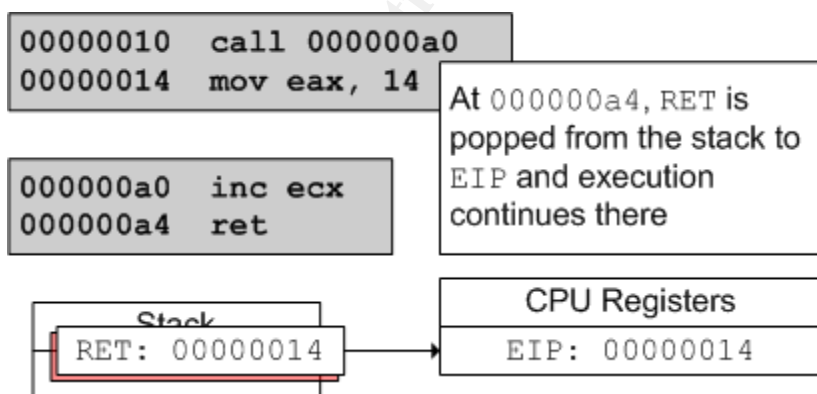 00000010 call 000000a0
00000014 mov eax, 14
At 000000a4, RET is
popped from the stack to
EIP and execution
continues there
000000a0 inc ecx
000000a4 ret
Stack
RET: 00000014
CPU Registers
EIP: 00000014